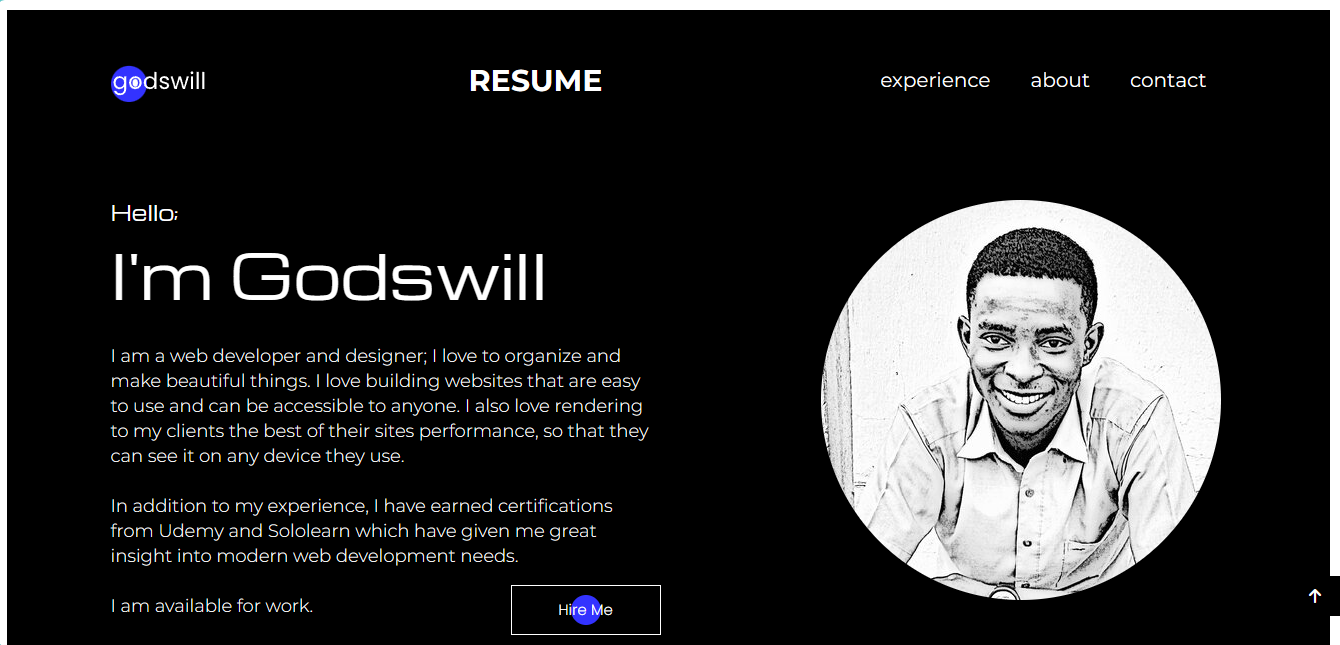 godswill
RESUME
experience about contact
Hello;
I'm Godswill
I am a web developer and designer; I love to organize and
make beautiful things. I love building websites that are easy
to use and can be accessible to anyone. I also love rendering
to my clients the best of their sites performance, so that they
can see it on any device they use.
In addition to my experience, I have earned certifications
from Udemy and Sololearn which have given me great
insight into modern web development needs.
I am available for work.
Hire Me